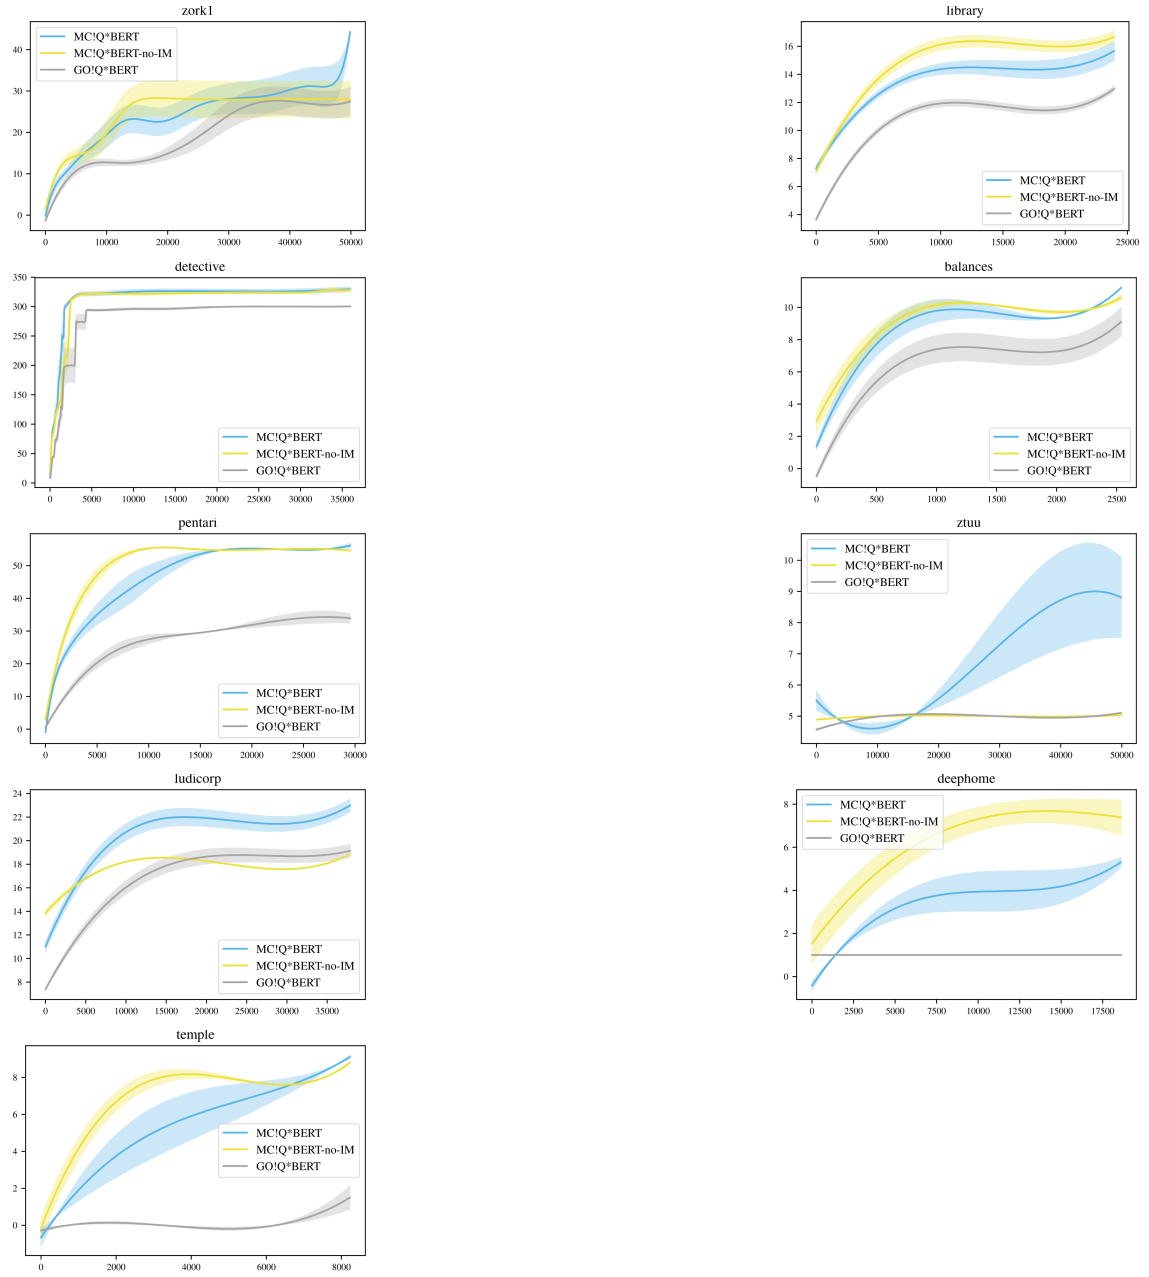 zork1
MC!Q*BERT
MC!Q*BERT-no-IM
GO!Q*BERT
40
30
20
10
0
0 10000 20000 30000 40000 50000
library
16
14
12
10
8
6
4
MC!Q*BERT
MC!Q*BERT-no-IM
GO!Q*BERT
0 5000 10000 15000 20000 25000
detective
350
300
250
200
150
100
50
0
MC!Q*BERT
MC!Q*BERT-no-IM
GO!Q*BERT
0 5000 10000 15000 20000 25000 30000 35000
balances
10
8
6
4
2
0
MC!Q*BERT
MC!Q*BERT-no-IM
GO!Q*BERT
0 500 1000 1500 2000 2500
pentari
50
40
30
20
10
0
MC!Q*BERT
MC!Q*BERT-no-IM
GO!Q*BERT
0 5000 10000 15000 20000 25000 30000
ztuu
MC!Q*BERT
MC!Q*BERT-no-IM
GO!Q*BERT
10
9
8
7
6
5
0 10000 20000 30000 40000 50000
ludicorp
24
22
20
18
16
14
12
10
8
MC!Q*BERT
MC!Q*BERT-no-IM
GO!Q*BERT
0 5000 10000 15000 20000 25000 30000 35000
deephome
MC!Q*BERT
MC!Q*BERT-no-IM
GO!Q*BERT
8
6
4
2
0
0 2500 5000 7500 10000 12500 15000 17500
temple
8
6
4
2
0
MC!Q*BERT
MC!Q*BERT-no-IM
GO!Q*BERT
0 2000 4000 6000 8000